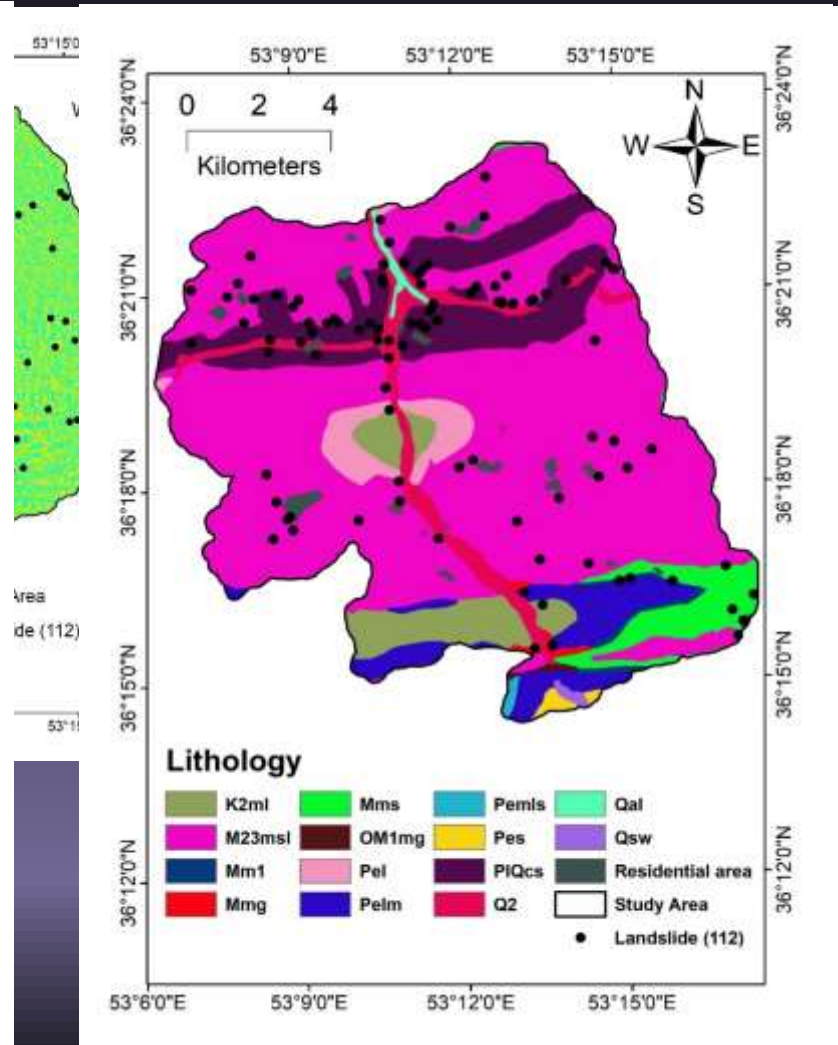 53°15'0
Area
ide (112)
53°1
53°9'0"E 53°12'0"E 53°15'0"E
36°24'0"N 36°24'0"N
0 2 4
Kilometers
N
W E
S
36°21'0"N 36°21'0"N
36°18'0"N 36°18'0"N
36°15'0"N 36°15'0"N
36°12'0"N 36°12'0"N
Lithology
K2ml Mms Pemls Qal
M23msl OM1mg Pes Qsw
Mm1 Pel PlQcs Residential area
Mmg Pelm Q2 Study Area
Landslide (112)
53°6'0"E 53°9'0"E 53°12'0"E 53°15'0"E